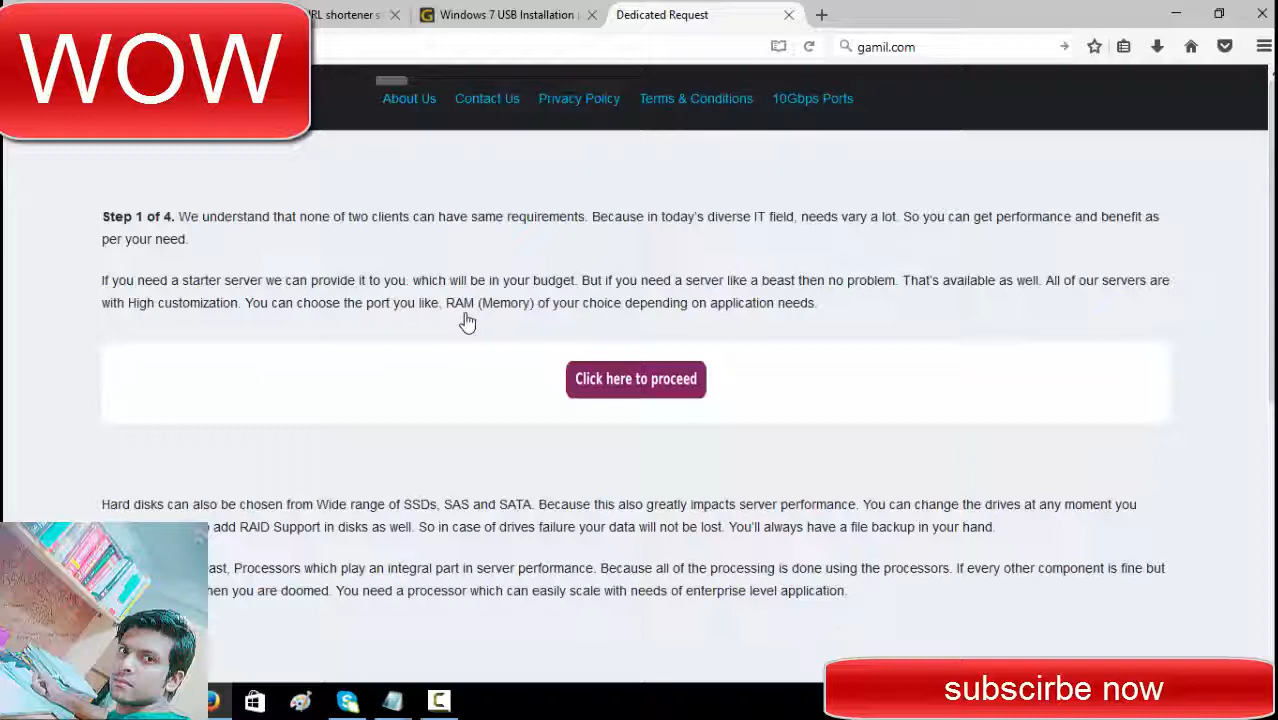 WOW
RL shortener s
Windows 7 USB Installation
Dedicated Request
gamil.com
About Us
Contact Us
Privacy Policy
Terms & Conditions
10Gbps Ports
Step 1 of 4. We understand that none of two clients can have same requirements. Because in today's diverse IT field, needs vary a lot. So you can get performance and benefit as
per your need.
If you need a starter server we can provide it to you. which will be in your budget. But if you need a server like a beast then no problem. That's available as well. All of our servers are
with High customization. You can choose the port you like, RAM (Memory) of your choice depending on application needs.
Click here to proceed
Hard disks can also be chosen from Wide range of SSDs, SAS and SATA. Because this also greatly impacts server performance. You can change the drives at any moment you
add RAID Support in disks as well. So in case of drives failure your data will not be lost. You'll always have a file backup in your hand.
ast, Processors which play an integral part in server performance. Because all of the processing is done using the processors. If every other component is fine but
hen you are doomed. You need a processor which can easily scale with needs of enterprise level application.
subscirbe now